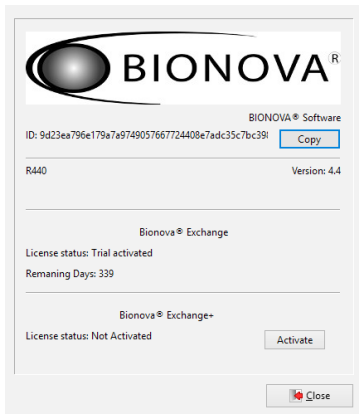 BIONOVA®
BIONOVA® Software
ID: 9d23ea796e179a7a9749057667724408e7adc35c7bc398
Copy
R440 Version: 4.4
Bionova® Exchange
License status: Trial activated
Remaning Days: 339
Bionova® Exchange+
License status: Not Activated
Activate
Close